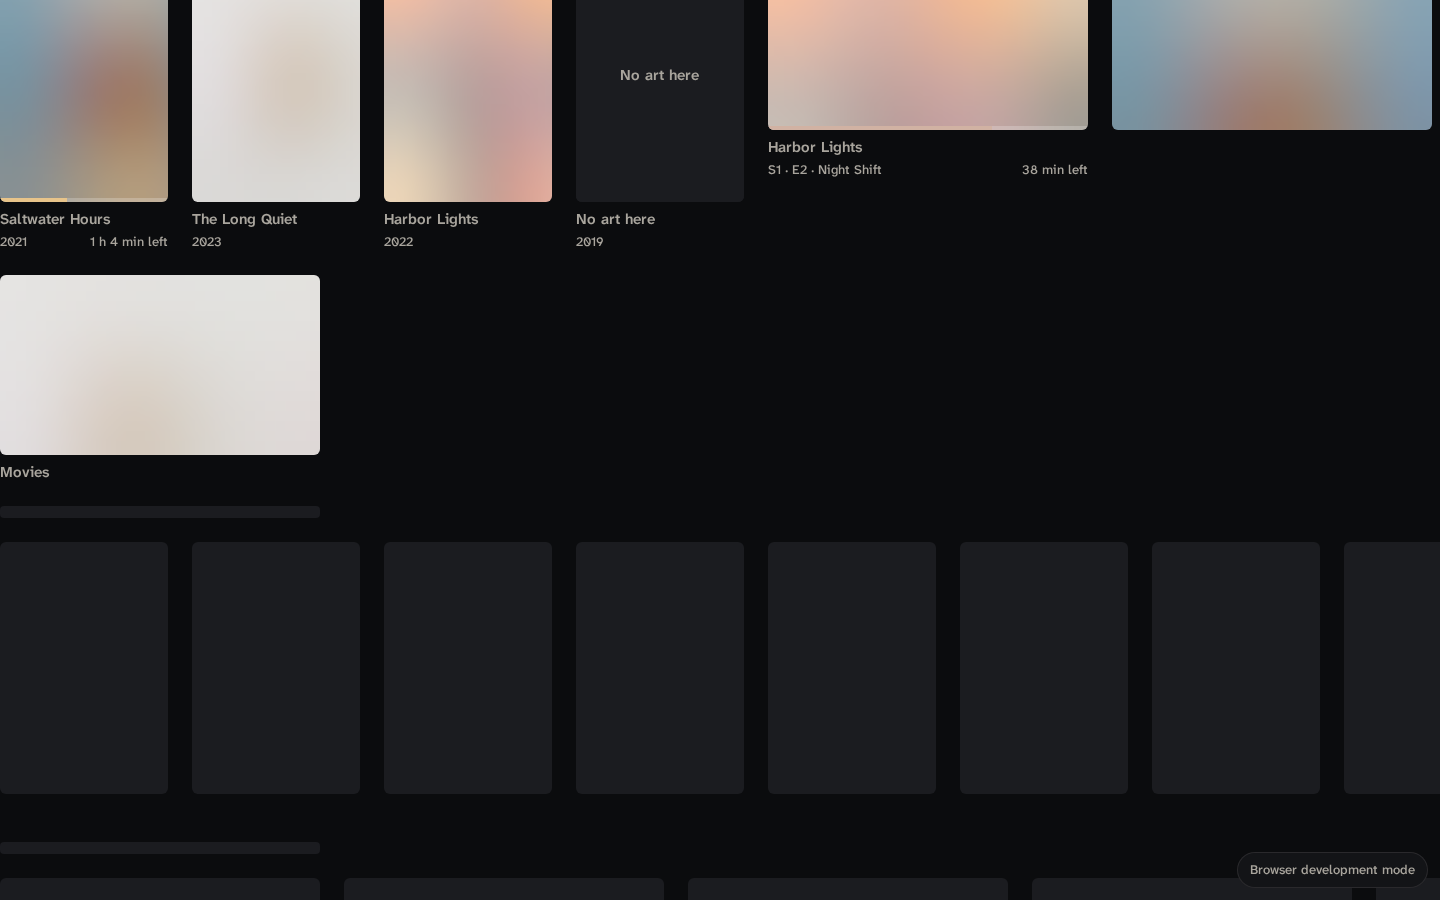 No art here
Harbor Lights
S1 · E2 · Night Shift
38 min left
Saltwater Hours
2021
1 h 4 min left
The Long Quiet
2023
Harbor Lights
2022
No art here
2019
Movies
Browser development mode